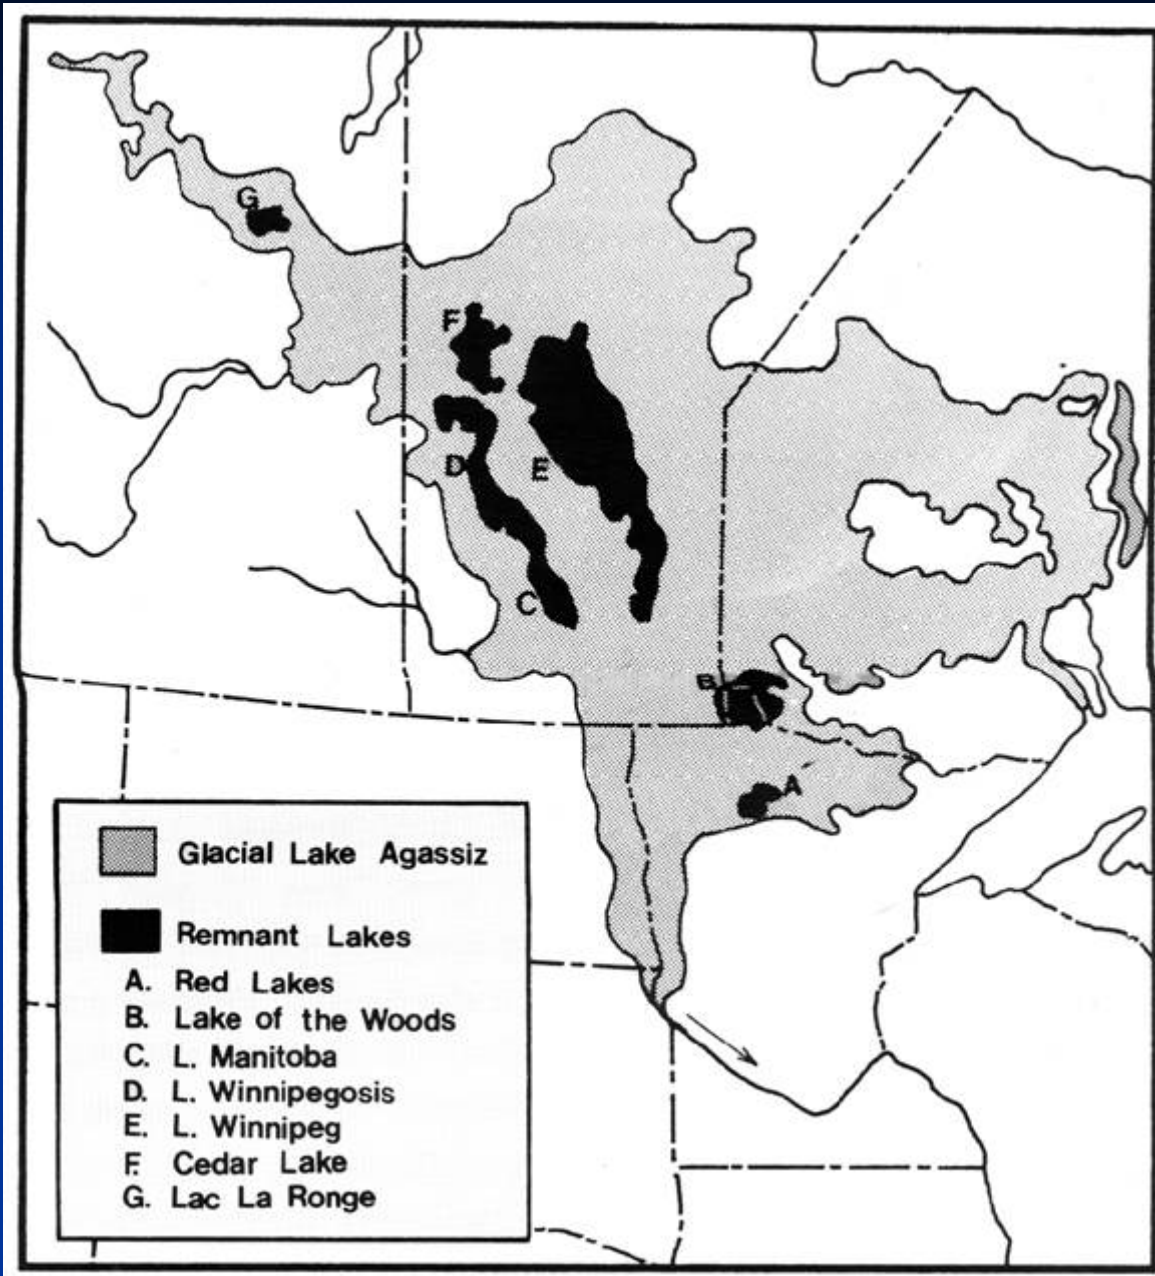 G
F
D
E
C
B
A
Glacial Lake Agassiz
Remnant Lakes
A. Red Lakes
B. Lake of the Woods
C. L. Manitoba
D. L. Winnipegosis
E. L. Winnipeg
F. Cedar Lake
G. Lac La Ronge